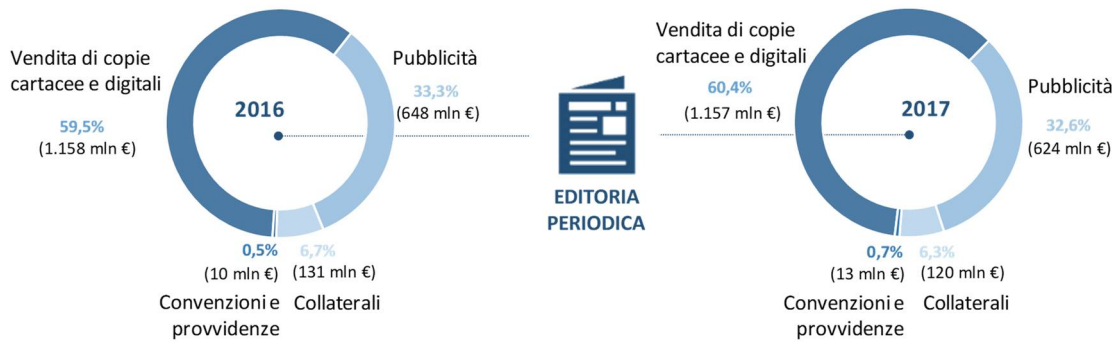 Vendita di copie
cartacee e digitali
59,5%
(1.158 mln €)
2016
Pubblicità
33,3%
(648 mln €)
0,5%
(10 mln €)
Convenzioni e
provvidenze
6,7%
(131 mln €)
Collaterali
EDITORIA
PERIODICA
Vendita di copie
cartacee e digitali
60,4%
(1.157 mln €)
2017
Pubblicità
32,6%
(624 mln €)
0,7%
(13 mln €)
Convenzioni e
provvidenze
6,3%
(120 mln €)
Collaterali